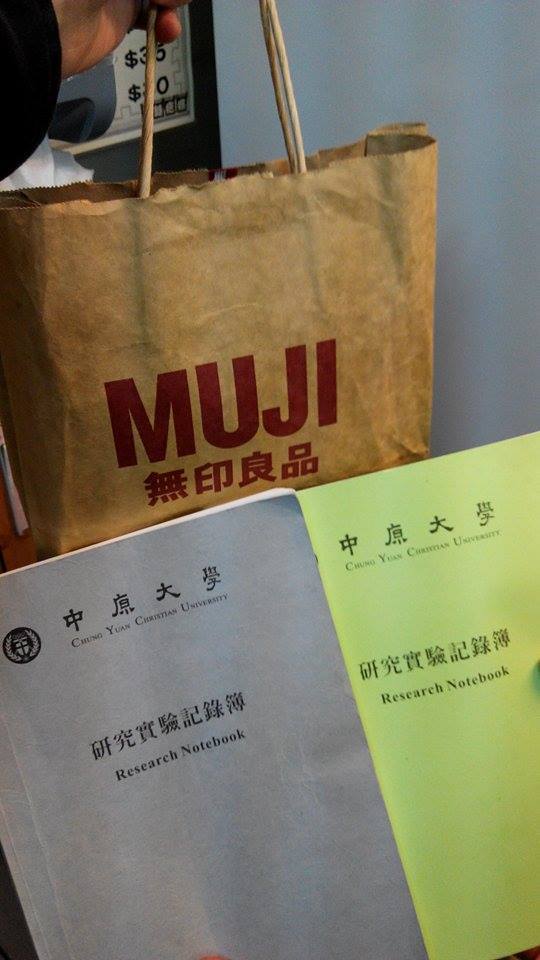 $35
$30
MUJI
無印良品
中原大學
CHUNG YUAN CHRISTIAN UNIVERSITY
研究實驗記錄簿
Research Notebook
中原大學
CHUNG YUAN CHRISTIAN UNIVERSITY
研究實驗記錄簿
Research Notebook